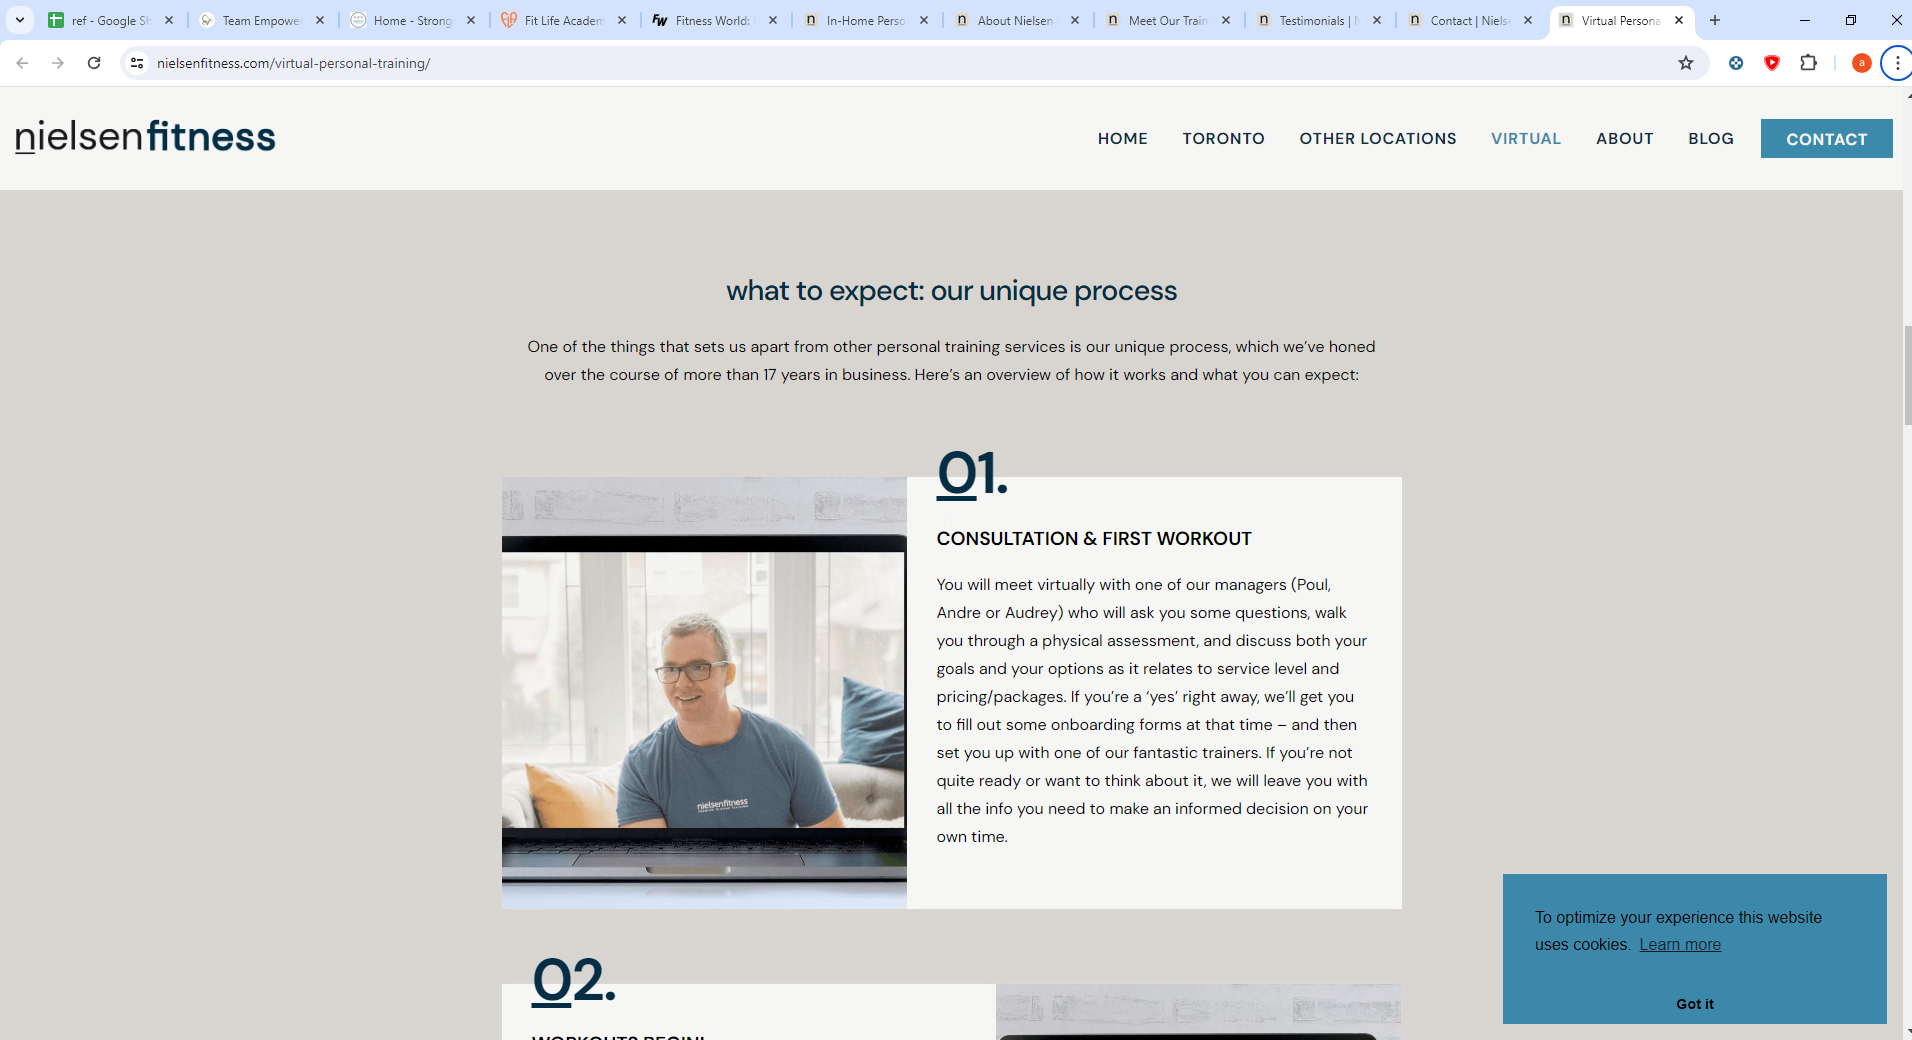 ref - Google Sh
Team Empowe
Home - Strong
Fit Life Academ
Fitness World:
In-Home Perso
About Nielsen
Meet Our Train
Testimonials | N
Contact | Niels
Virtual Persona
nielsenfitness.com/virtual-personal-training/
a
nielsenfitness
HOME
TORONTO
OTHER LOCATIONS
VIRTUAL
ABOUT
BLOG
CONTACT
what to expect: our unique process
One of the things that sets us apart from other personal training services is our unique process, which we’ve honed
over the course of more than 17 years in business. Here’s an overview of how it works and what you can expect:
01.
CONSULTATION & FIRST WORKOUT
You will meet virtually with one of our managers (Poul,
Andre or Audrey) who will ask you some questions, walk
you through a physical assessment, and discuss both your
goals and your options as it relates to service level and
pricing/packages. If you’re a ‘yes’ right away, we’ll get you
to fill out some onboarding forms at that time – and then
set you up with one of our fantastic trainers. If you’re not
quite ready or want to think about it, we will leave you with
all the info you need to make an informed decision on your
own time.
nielsenfitness
02.
WORKOUTS BEGIN!
To optimize your experience this website
uses cookies. Learn more
Got it